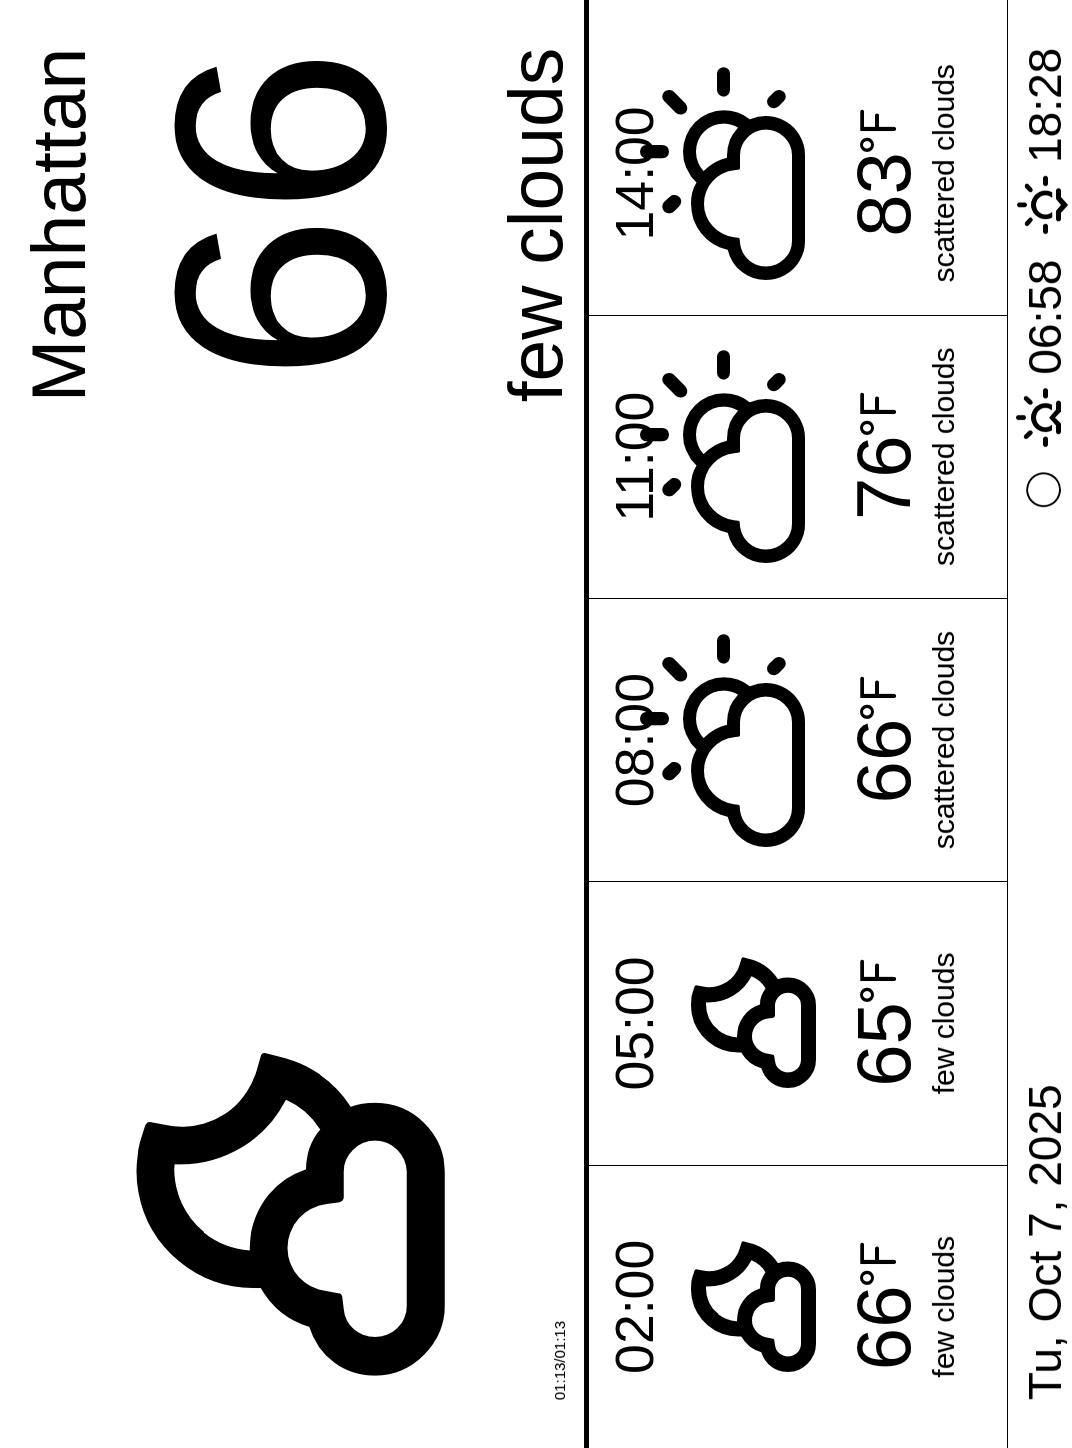 Manhattan
66
few clouds
01:13/01:13
02:00 05:00 08:00 11:00 14:00
66°F 65°F 66°F 76°F 83°F
few clouds few clouds scattered clouds scattered clouds scattered clouds
Tu, Oct 7, 2025 06:58 18:28